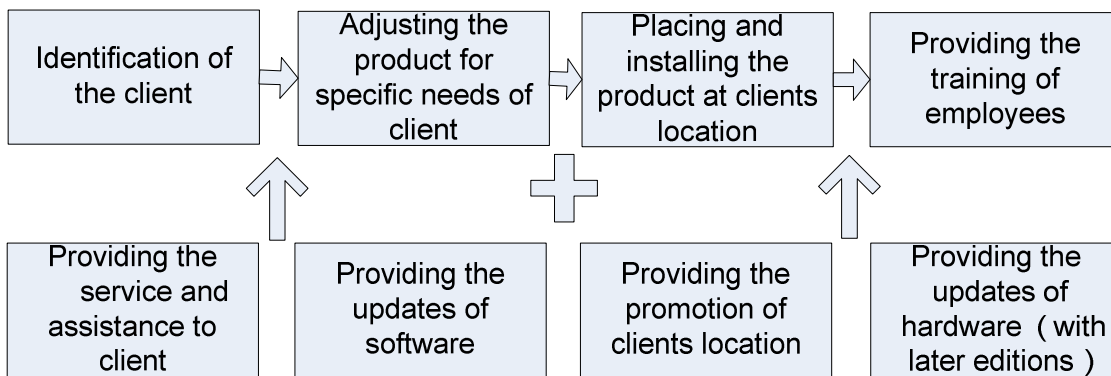 Identification of
the client
Adjusting the
product for
specific needs of
client
Placing and
installing the
product at clients
location
Providing the
training of
employees
Providing the
service and
assistance to
client
Providing the
updates of
software
Providing the
promotion of
clients location
Providing the
updates of
hardware ( with
later editions )